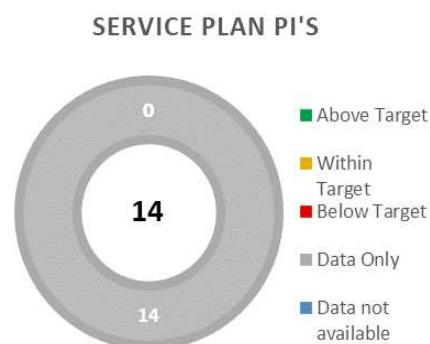 SERVICE PLAN PI'S
0
14
14
Above Target
Within
Target
Below Target
Data Only
Data not
available